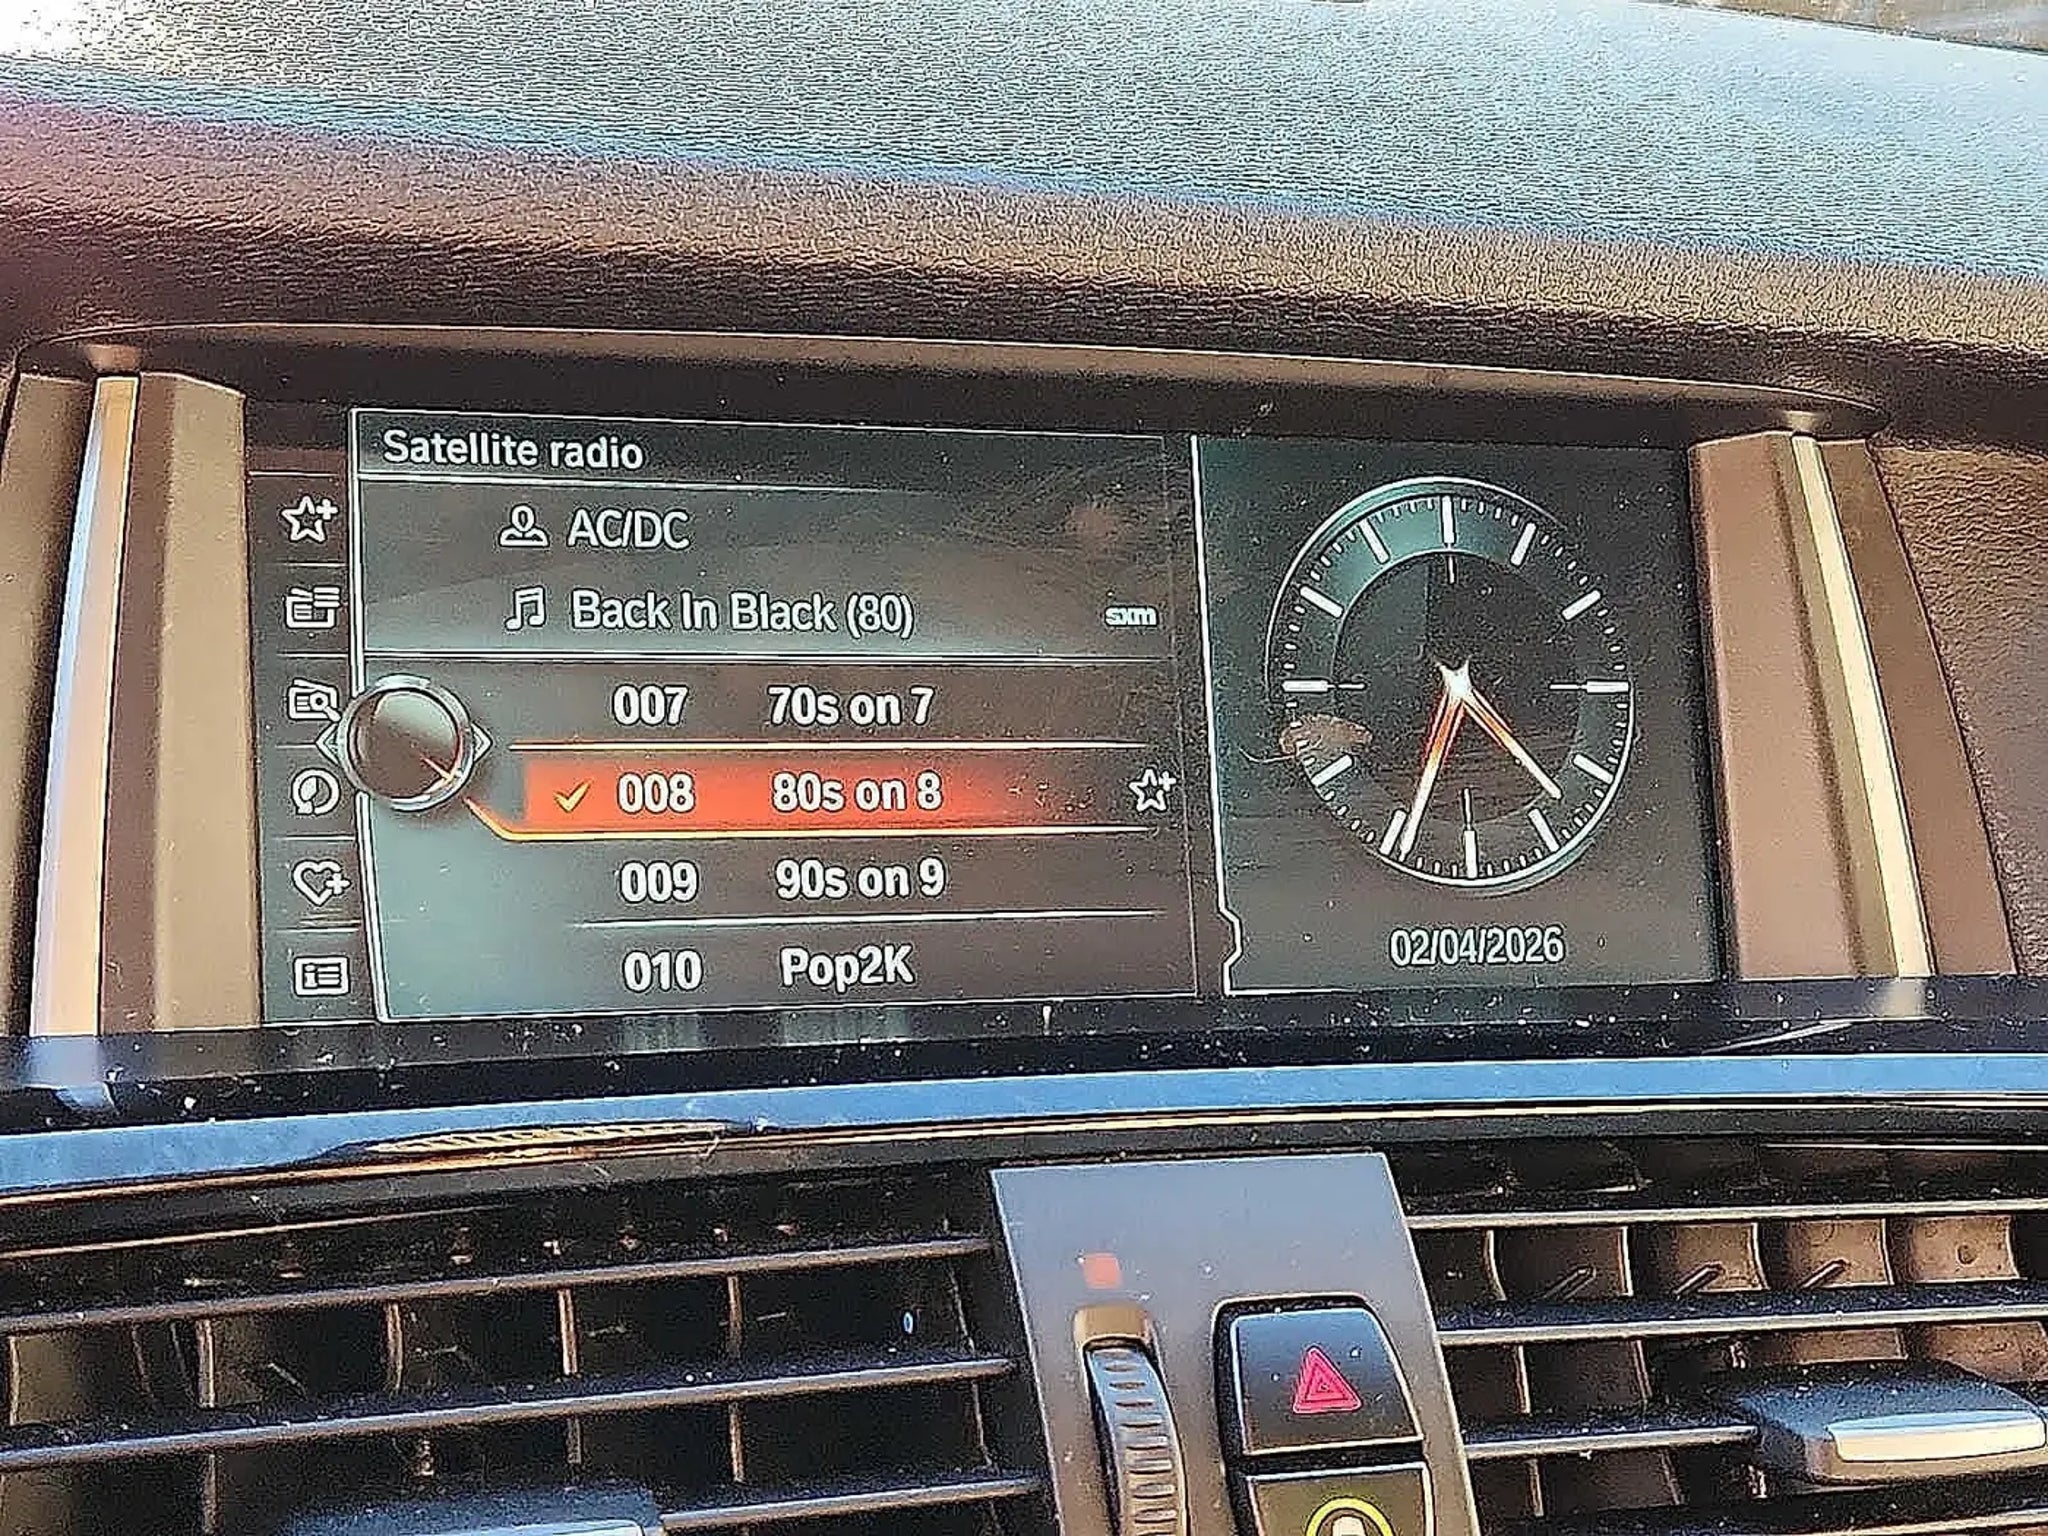 Satellite radio
AC/DC
Back In Black (80)
sxm
007 70s on 7
008 80s on 8
009 90s on 9
010 Pop2K
02/04/2026